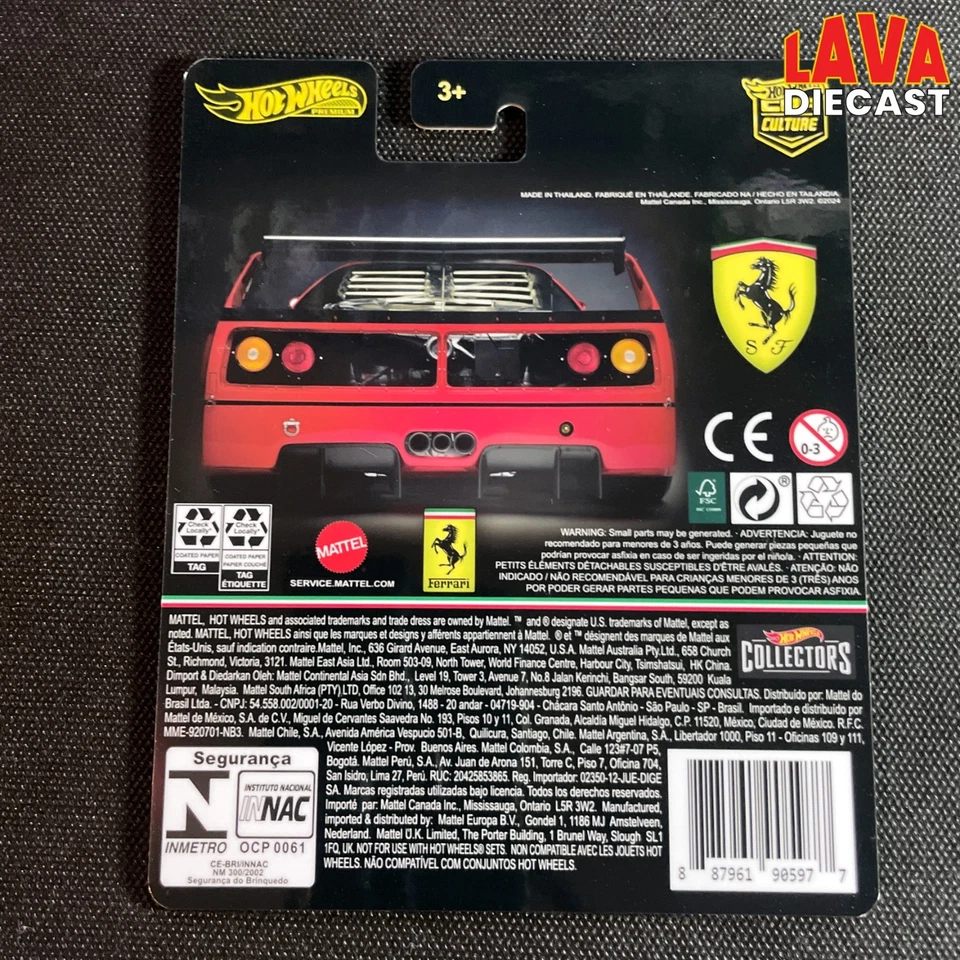 LAVA
DIECAST
HOT WHEELS
PREMIUM
3+
CULTURE
MADE IN THAILAND. FABRIQUÉ EN THAÏLANDE. FABRICADO NA / HECHO EN TAILANDIA.
Mattel Canada Inc., Mississauga, Ontario L5R 3W2. ©2024
S F
CE
0-3
FSC
®
Check Locally*
COATED PAPER
TAG
Check Locally*
COATED PAPER
PAPIER COUCHÉ
TAG
ÉTIQUETTE
MATTEL
SERVICE.MATTEL.COM
Ferrari
WARNING: Small parts may be generated. · ADVERTENCIA: Juguete no
recomendado para menores de 3 años. Puede generar piezas pequeñas que
podrían provocar asfixia en caso de ser ingeridas por el niño/a. · ATTENTION:
PETITS ÉLÉMENTS DÉTACHABLES SUSCEPTIBLES D'ÊTRE AVALÉS. · ATENÇÃO: NÃO
INDICADO / NÃO RECOMENDÁVEL PARA CRIANÇAS MENORES DE 3 (TRÊS) ANOS
POR PODER GERAR PARTES PEQUENAS QUE PODEM PROVOCAR ASFIXIA.
MATTEL, HOT WHEELS and associated trademarks and trade dress are owned by Mattel. ™ and ® designate U.S. trademarks of Mattel, except as
noted. MATTEL, HOT WHEELS ainsi que les marques et designs y afférents appartiennent à Mattel. ® et ™ désignent des marques de Mattel aux
États-Unis, sauf indication contraire.Mattel, Inc., 636 Girard Avenue, East Aurora, NY 14052, U.S.A. Mattel Australia Pty.Ltd., 658 Church
St., Richmond, Victoria, 3121. Mattel East Asia Ltd., Room 503-09, North Tower, World Finance Centre, Harbour City, Tsimshatsui, HK China.
Diimport & Diedarkan Oleh: Mattel Continental Asia Sdn Bhd., Level 19, Tower 3, Avenue 7, No.8 Jalan Kerinchi, Bangsar South, 59200 Kuala
Lumpur, Malaysia. Mattel South Africa (PTY) LTD, Office 102 13, 30 Melrose Boulevard, Johannesburg 2196. GUARDAR PARA EVENTUAIS CONSULTAS. Distribuído por: Mattel do
Brasil Ltda. - CNPJ: 54.558.002/0001-20 - Rua Verbo Divino, 1488 - 20 andar - 04719-904 - Chácara Santo Antônio - São Paulo - SP - Brasil. Importado e distribuido por
Mattel de México, S.A. de C.V., Miguel de Cervantes Saavedra No. 193, Pisos 10 y 11, Col. Granada, Alcaldía Miguel Hidalgo, C.P. 11520, México, Ciudad de México. R.F.C.
MME-920701-NB3. Mattel Chile, S.A., Avenida América Vespucio 501-B, Quilicura, Santiago, Chile. Mattel Argentina, S.A., Libertador 1000, Piso 11 - Oficinas 109 y 111,
Vicente López - Prov. Buenos Aires. Mattel Colombia, S.A., Calle 123#7-07 P5,
Bogotá. Mattel Perú, S.A., Av. Juan de Arona 151, Torre C, Piso 7, Oficina 704,
San Isidro, Lima 27, Perú. RUC: 20425853865. Reg. Importador: 02350-12-JUE-DIGE
SA. Marcas registradas utilizadas bajo licencia. Todos los derechos reservados.
Importé par: Mattel Canada Inc., Mississauga, Ontario L5R 3W2. Manufactured,
imported & distributed by: Mattel Europa B.V., Gondel 1, 1186 MJ Amstelveen,
Nederland. Mattel U.K. Limited, The Porter Building, 1 Brunel Way, Slough SL1
1FQ, UK. NOT FOR USE WITH HOT WHEELS® SETS. NON COMPATIBLE AVEC LES JOUETS HOT
WHEELS. NÃO COMPATÍVEL COM CONJUNTOS HOT WHEELS.
HOT WHEELS
COLLECTORS
Segurança
N
INSTITUTO NACIONAL
INNAC
INMETRO OCP 0061
CE-BRI/INNAC
NM 300/2002
Segurança do Brinquedo
8 87961 90597 7